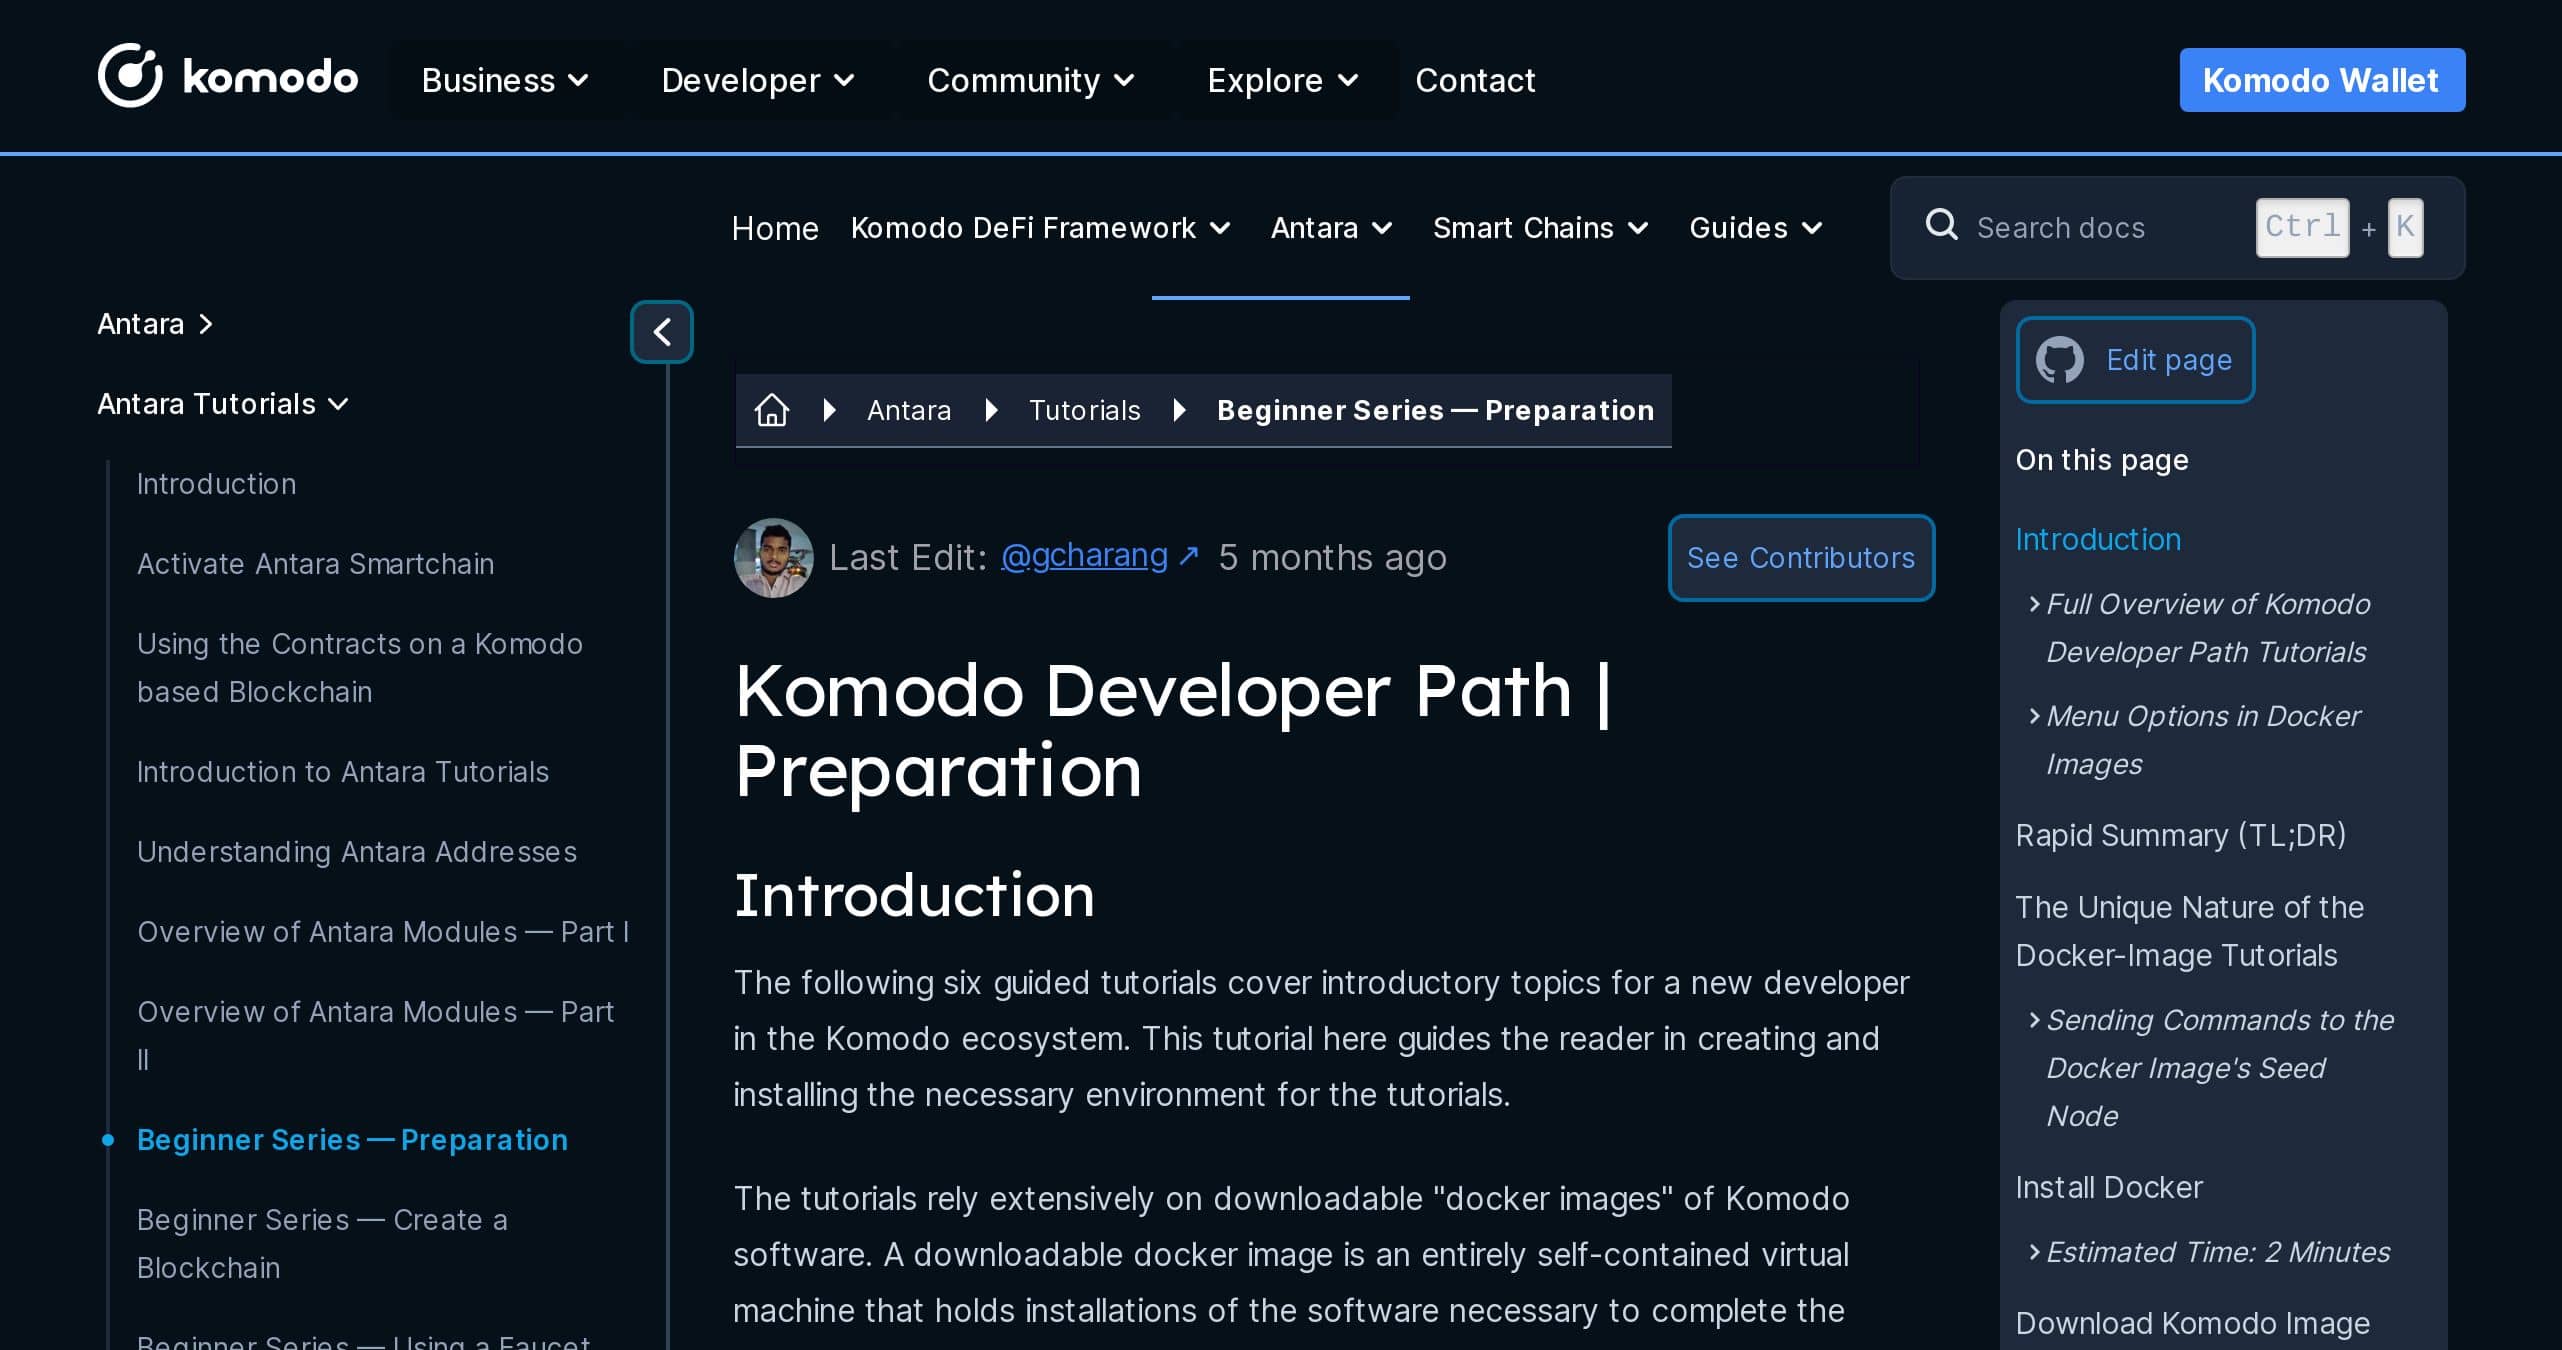 komodo Business Developer Community Explore Contact Komodo Wallet
Home Komodo DeFi Framework Antara Smart Chains Guides Search docs Ctrl + K
Antara
Antara Tutorials
Introduction
Activate Antara Smartchain
Using the Contracts on a Komodo
based Blockchain
Introduction to Antara Tutorials
Understanding Antara Addresses
Overview of Antara Modules — Part I
Overview of Antara Modules — Part
II
Beginner Series — Preparation
Beginner Series — Create a
Blockchain
Beginner Series — Using a Faucet
Antara Tutorials Beginner Series — Preparation
Last Edit: @gcharang ↗ 5 months ago See Contributors
Komodo Developer Path |
Preparation
Introduction
The following six guided tutorials cover introductory topics for a new developer
in the Komodo ecosystem. This tutorial here guides the reader in creating and
installing the necessary environment for the tutorials.
The tutorials rely extensively on downloadable "docker images" of Komodo
software. A downloadable docker image is an entirely self-contained virtual
machine that holds installations of the software necessary to complete the
Edit page
On this page
Introduction
Full Overview of Komodo
Developer Path Tutorials
Menu Options in Docker
Images
Rapid Summary (TL;DR)
The Unique Nature of the
Docker-Image Tutorials
Sending Commands to the
Docker Image's Seed
Node
Install Docker
Estimated Time: 2 Minutes
Download Komodo Image